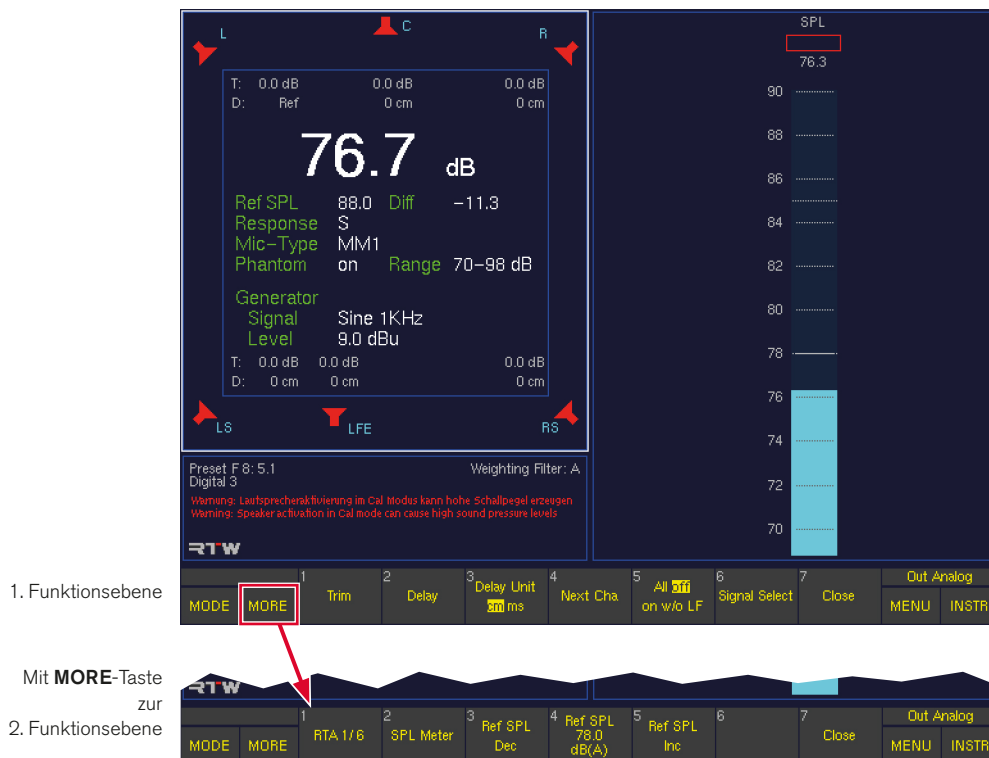 L
C
R
T: 0.0 dB 0.0 dB 0.0 dB
D: Ref 0 cm 0 cm
76.7 dB
Ref SPL 88.0 Diff −11.3
Response S
Mic−Type MM1
Phantom on Range 70−98 dB
Generator
Signal Sine 1KHz
Level 9.0 dBu
T: 0.0 dB 0.0 dB 0.0 dB
D: 0 cm 0 cm 0 cm
LS
LFE
RS
SPL
76.3
90
88
86
84
82
80
78
76
74
72
70
Preset F 8: 5.1 Weighting Filter: A
Digital 3
Warnung: Lautsprecheraktivierung im Cal Modus kann hohe Schallpegel erzeugen
Warning: Speaker activation in Cal mode can cause high sound pressure levels
RTW
1. Funktionsebene
MODE
MORE
1 Trim
2 Delay
3 Delay Unit
cm ms
4 Next Cha
5 All off
on w/o LF
6 Signal Select
7 Close
Out Analog
MENU INSTR
Mit MORE-Taste
zur
2. Funktionsebene
RTW
MODE
MORE
1 RTA 1/6
2 SPL Meter
3 Ref SPL
Dec
4 Ref SPL
78.0
dB(A)
5 Ref SPL
Inc
6
7 Close
Out Analog
MENU INSTR